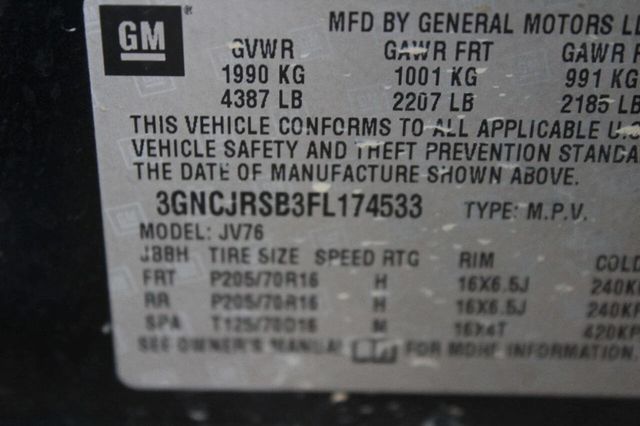 GM
MFD BY GENERAL MOTORS LL
GVWR GAWR FRT GAWR R
1990 KG 1001 KG 991 KG
4387 LB 2207 LB 2185 LB
THIS VEHICLE CONFORMS TO ALL APPLICABLE U.S
VEHICLE SAFETY AND THEFT PREVENTION STANDA
THE DATE OF MANUFACTURE SHOWN ABOVE.
3GNCJRSB3FL174533 TYPE: M.P.V.
MODEL: JV76
JBBH TIRE SIZE SPEED RTG RIM COLD
FRT P205/70R16 H 16X6.5J 240KP
RR P205/70R16 H 16X6.5J 240KP
SPA T125/70D16 M 16X4T 420KP
SEE OWNER'S MANUAL FOR MORE INFORMATION.